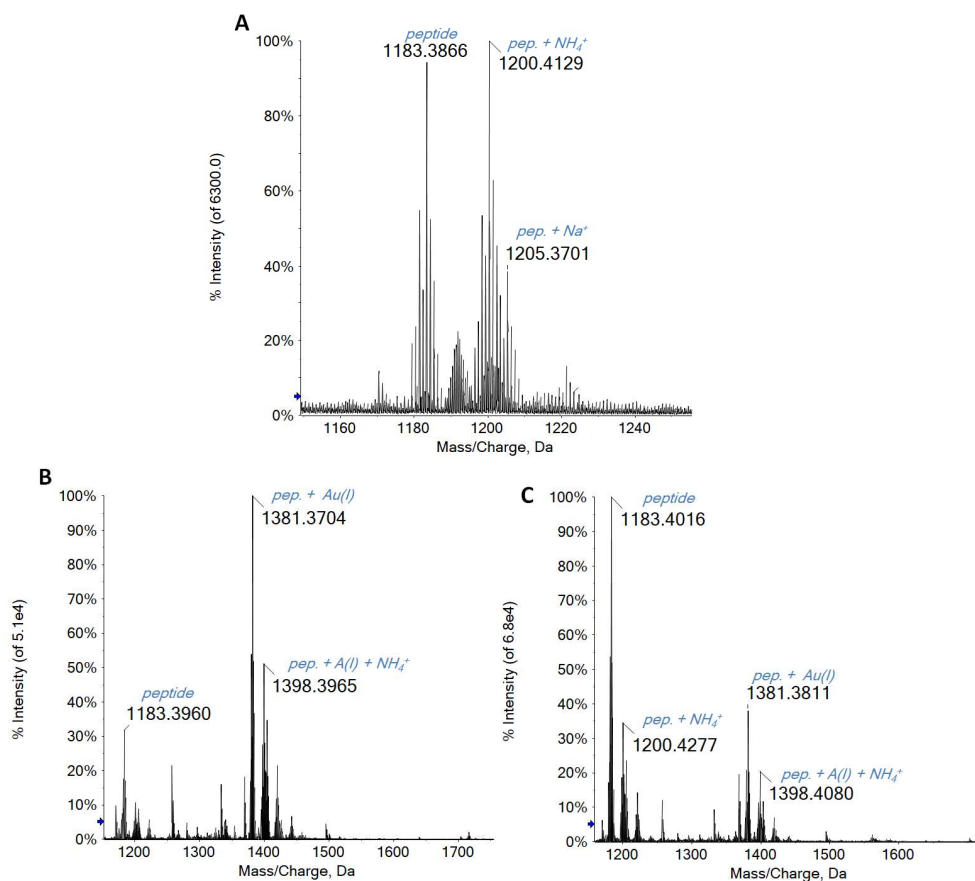 A
100%
80%
60%
40%
20%
0%
% Intensity (of 6300.0)
peptide
1183.3866
pep. + NH₄⁺
1200.4129
pep. + Na⁺
1205.3701
1160
1180
1200
1220
1240
Mass/Charge, Da
B
100%
90%
80%
70%
60%
50%
40%
30%
20%
10%
0%
% Intensity (of 5.1e4)
pep. + Au(I)
1381.3704
pep. + A(I) + NH₄⁺
1398.3965
peptide
1183.3960
1200
1300
1400
1500
1600
1700
Mass/Charge, Da
C
100%
90%
80%
70%
60%
50%
40%
30%
20%
10%
0%
% Intensity (of 6.8e4)
peptide
1183.4016
pep. + Au(I)
1381.3811
pep. + NH₄⁺
1200.4277
pep. + A(I) + NH₄⁺
1398.4080
1200
1300
1400
1500
1600
Mass/Charge, Da